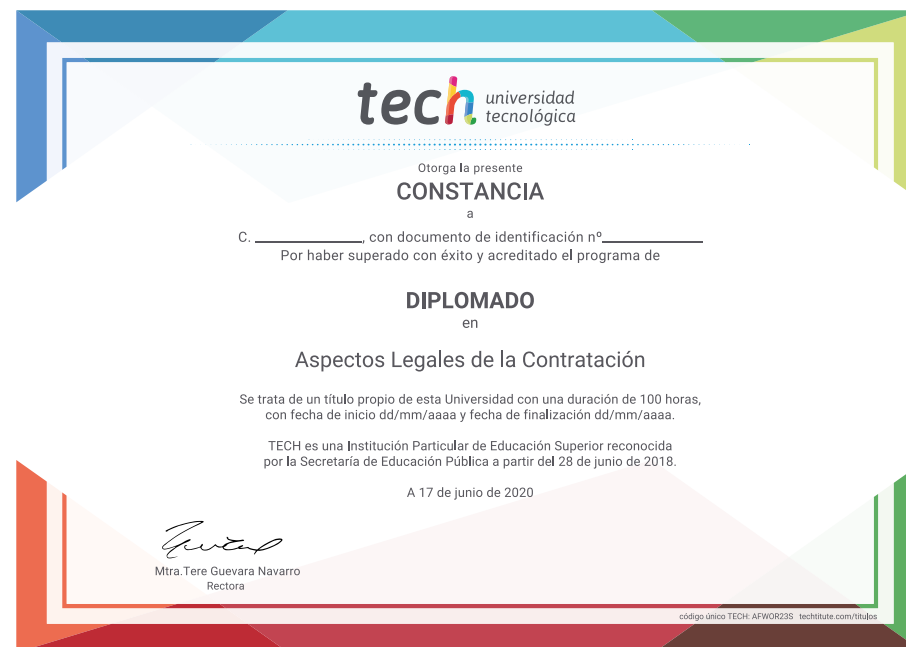 tech universidad
tecnológica
Otorga la presente
CONSTANCIA
a
C. ____________, con documento de identificación nº____________
Por haber superado con éxito y acreditado el programa de
DIPLOMADO
en
Aspectos Legales de la Contratación
Se trata de un título propio de esta Universidad con una duración de 100 horas,
con fecha de inicio dd/mm/aaaa y fecha de finalización dd/mm/aaaa.
TECH es una Institución Particular de Educación Superior reconocida
por la Secretaría de Educación Pública a partir del 28 de junio de 2018.
A 17 de junio de 2020
Mtra.Tere Guevara Navarro
Rectora
código único TECH: AFWOR23S techtitute.com/titulos